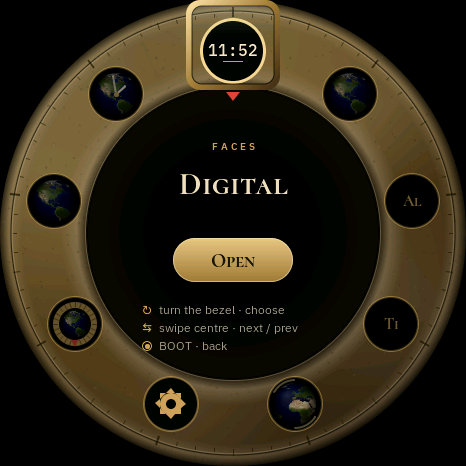 11:52
FACES
Digital
Al
Open
Ti
↻ turn the bezel · choose
⇆ swipe centre · next / prev
◉ BOOT · back